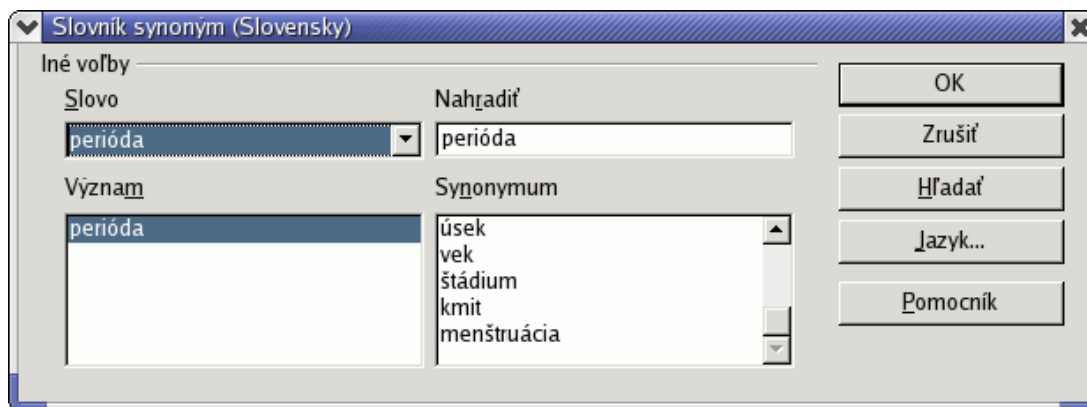 Slovník synoným (Slovensky)
Iné voľby
Slovo
Nahradiť
perióda
perióda
Význam
Synonymum
perióda
úsek
vek
štádium
kmit
menštruácia
OK
Zrušiť
Hľadať
Jazyk...
Pomocník